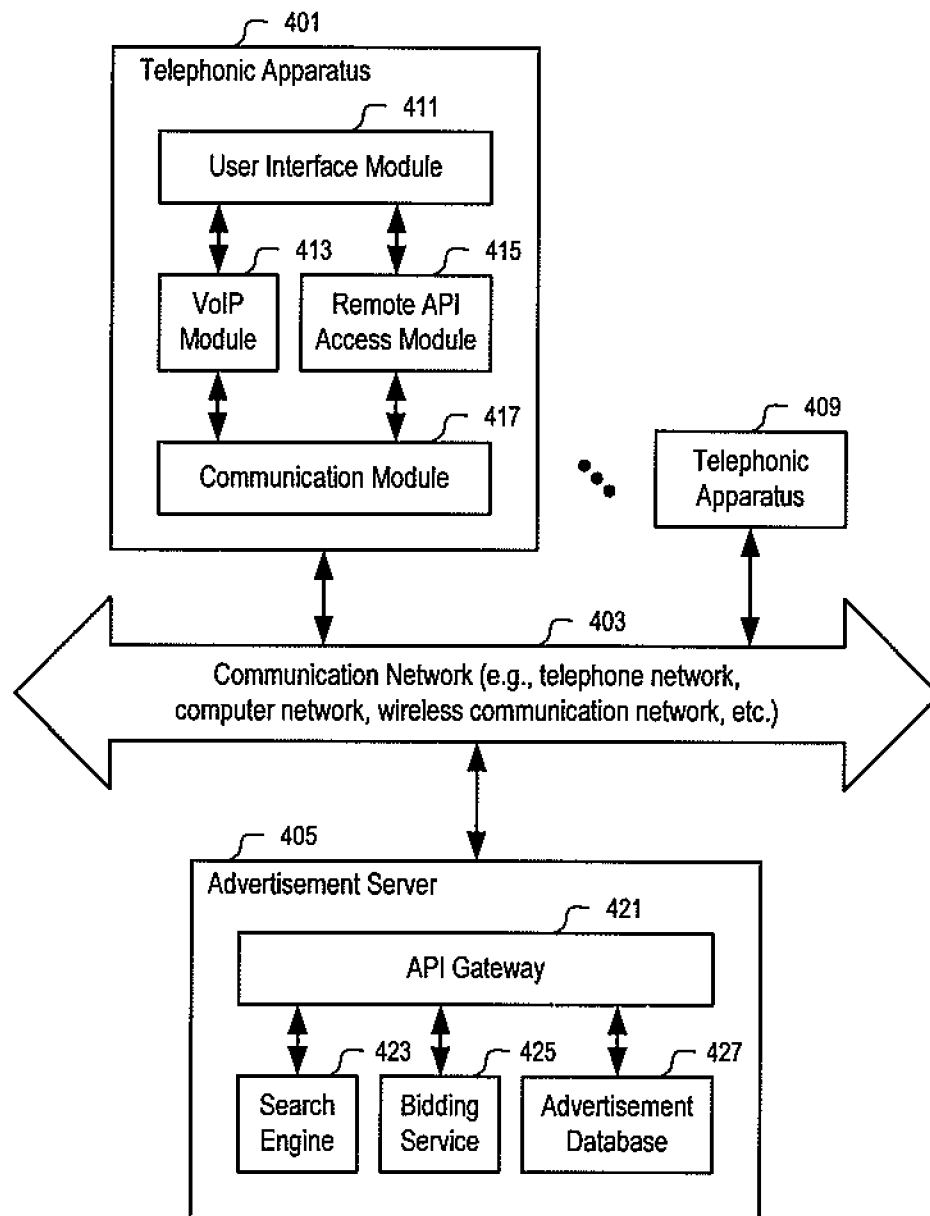 401
Telephonic Apparatus
411
User Interface Module
413
415
VoIP
Module
Remote API
Access Module
417
Communication Module
409
Telephonic
Apparatus
403
Communication Network (e.g., telephone network,
computer network, wireless communication network, etc.)
405
Advertisement Server
421
API Gateway
423
425
427
Search
Engine
Bidding
Service
Advertisement
Database